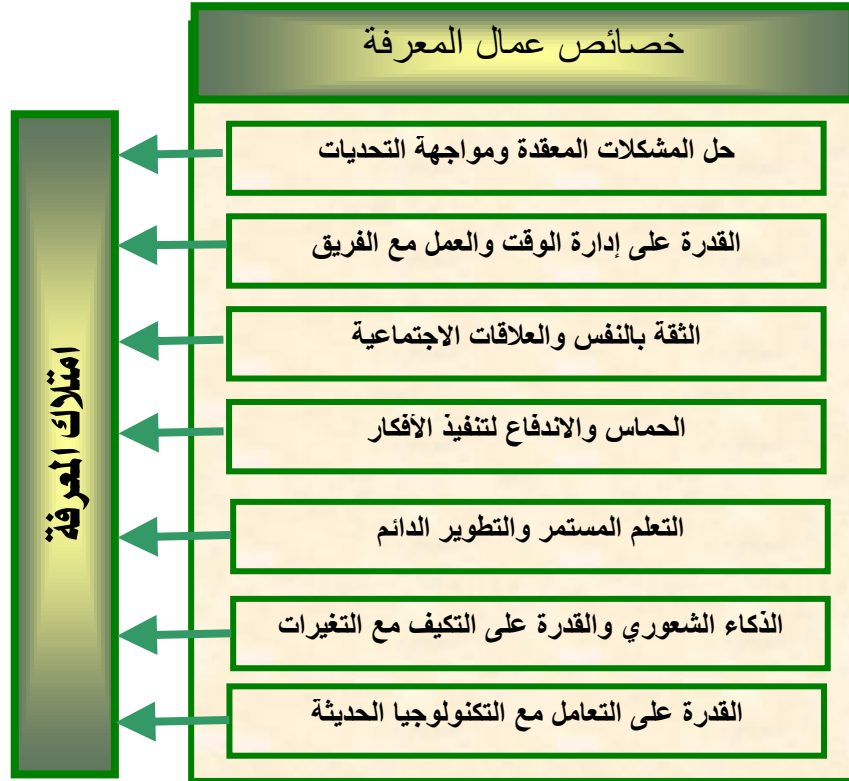 خصائص عمال المعرفة
حل المشكلات المعقدة ومواجهة التحديات
القدرة على إدارة الوقت والعمل مع الفريق
الثقة بالنفس والعلاقات الاجتماعية
الحماس والاندفاع لتنفيذ الأفكار
التعلم المستمر والتطوير الدائم
الذكاء الشعوري والقدرة على التكيف مع التغيرات
القدرة على التعامل مع التكنولوجيا الحديثة
امتلاك المعرفة